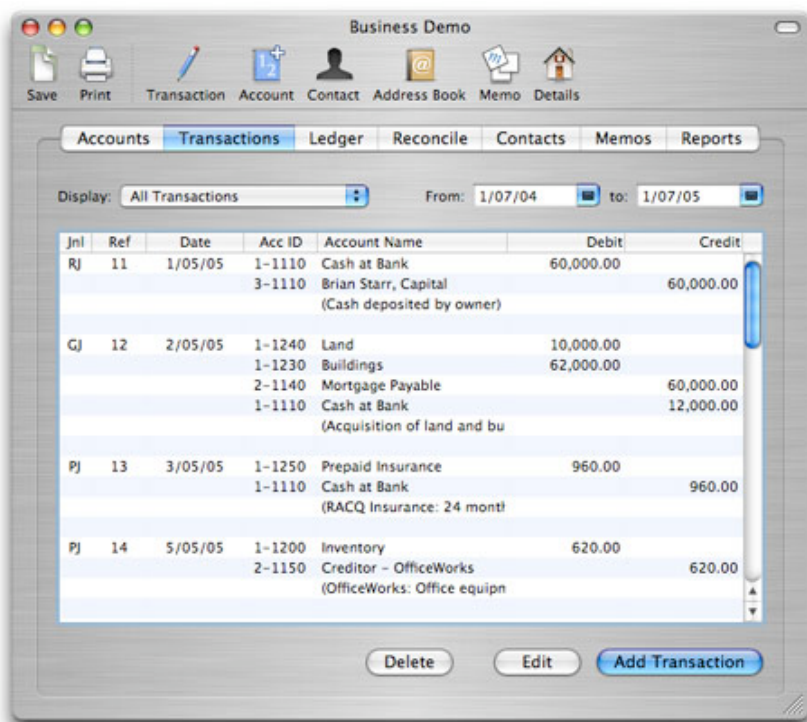 Business Demo
Save Print Transaction Account Contact Address Book Memo Details
Accounts Transactions Ledger Reconcile Contacts Memos Reports
Display: All Transactions From: 1/07/04 to: 1/07/05
Jnl Ref Date Acc ID Account Name Debit Credit
RJ 11 1/05/05 1-1110 Cash at Bank 60,000.00
3-1110 Brian Starr, Capital 60,000.00
(Cash deposited by owner)
GJ 12 2/05/05 1-1240 Land 10,000.00
1-1230 Buildings 62,000.00
2-1140 Mortgage Payable 60,000.00
1-1110 Cash at Bank 12,000.00
(Acquisition of land and bu
PJ 13 3/05/05 1-1250 Prepaid Insurance 960.00
1-1110 Cash at Bank 960.00
(RACQ Insurance: 24 month
PJ 14 5/05/05 1-1200 Inventory 620.00
2-1150 Creditor - OfficeWorks 620.00
(OfficeWorks: Office equipm
Delete Edit Add Transaction